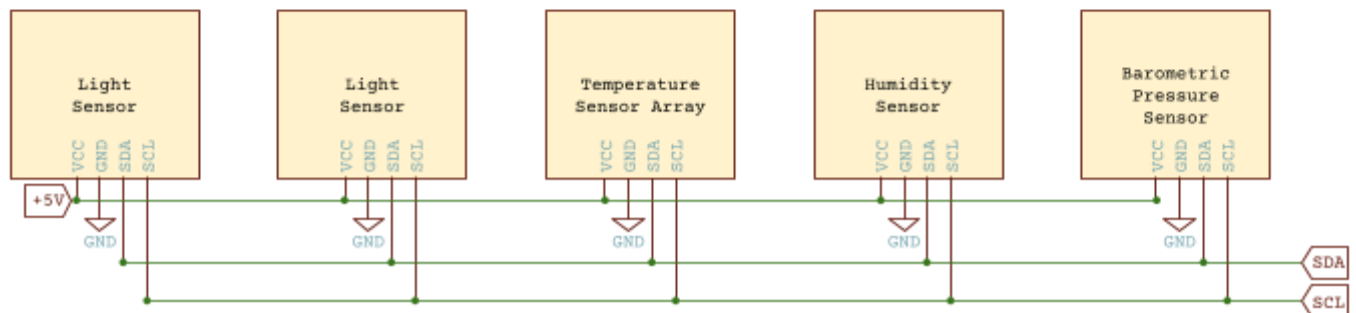 Light
Sensor
Light
Sensor
Temperature
Sensor Array
Humidity
Sensor
Barometric
Pressure
Sensor
VCC GND SDA SCL
VCC GND SDA SCL
VCC GND SDA SCL
VCC GND SDA SCL
VCC GND SDA SCL
+5V
GND
GND
GND
GND
GND
SDA
SCL